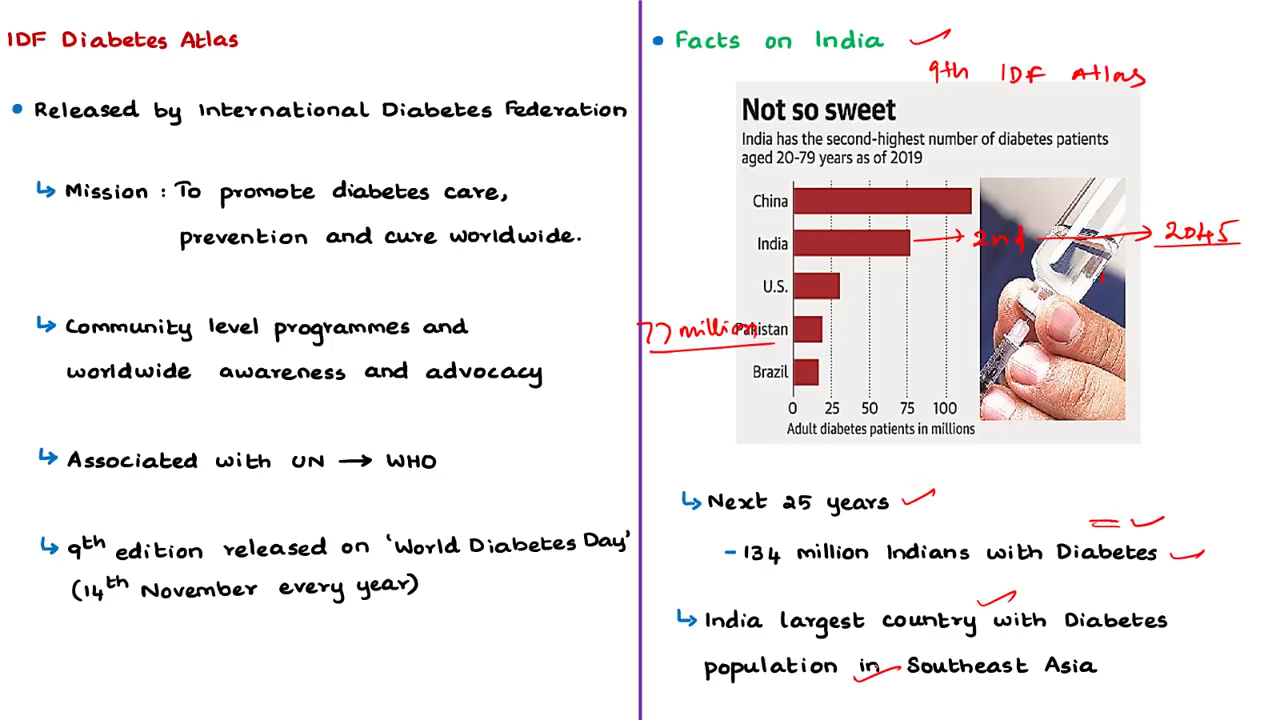 IDF Diabetes Atlas
• Released by International Diabetes Federation
↳ Mission : To promote diabetes care,
prevention and cure worldwide.
↳ Community level programmes and
worldwide awareness and advocacy
↳ Associated with UN → WHO
↳ 9th edition released on 'World Diabetes Day'
(14th November every year)
• Facts on India
9th IDF Atlas
Not so sweet
India has the second-highest number of diabetes patients
aged 20-79 years as of 2019
China
India → 2nd → 2045
U.S.
77 million
Pakistan
Brazil
0 25 50 75 100
Adult diabetes patients in millions
↳ Next 25 years
- 134 million Indians with Diabetes
↳ India largest country with Diabetes
population in Southeast Asia